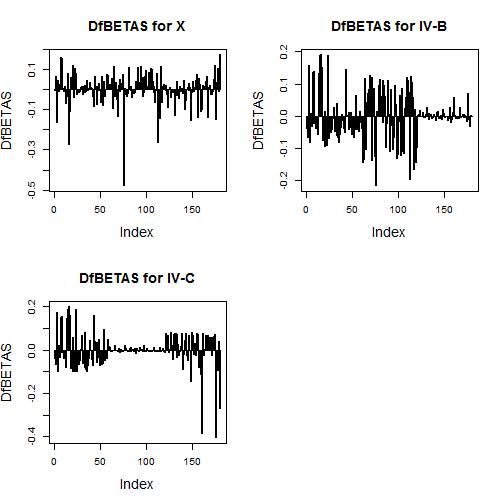 DfBETAS for X
DfBETAS
0.1
-0.1
-0.3
-0.5
0
50
100
150
Index
DfBETAS for IV-B
DfBETAS
0.2
0.1
0.0
-0.1
-0.2
0
50
100
150
Index
DfBETAS for IV-C
DfBETAS
0.2
0.0
-0.2
-0.4
0
50
100
150
Index